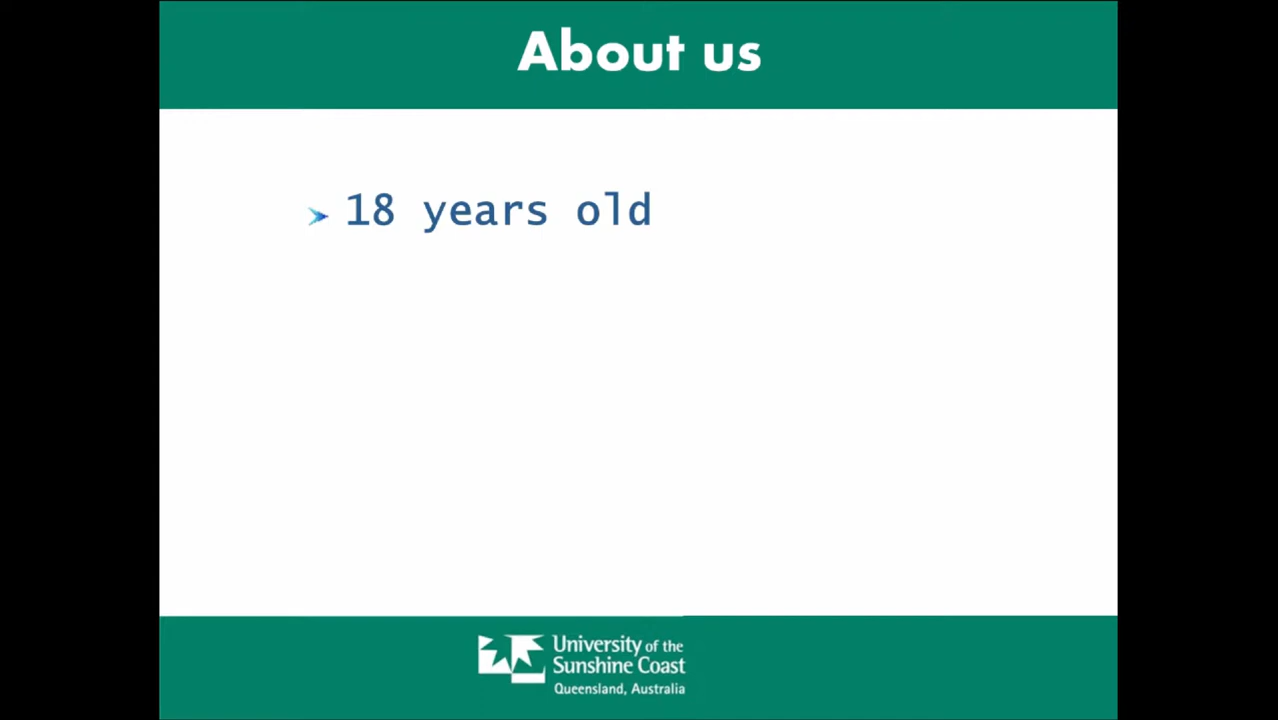 About us
18 years old
University of the
Sunshine Coast
Queensland, Australia